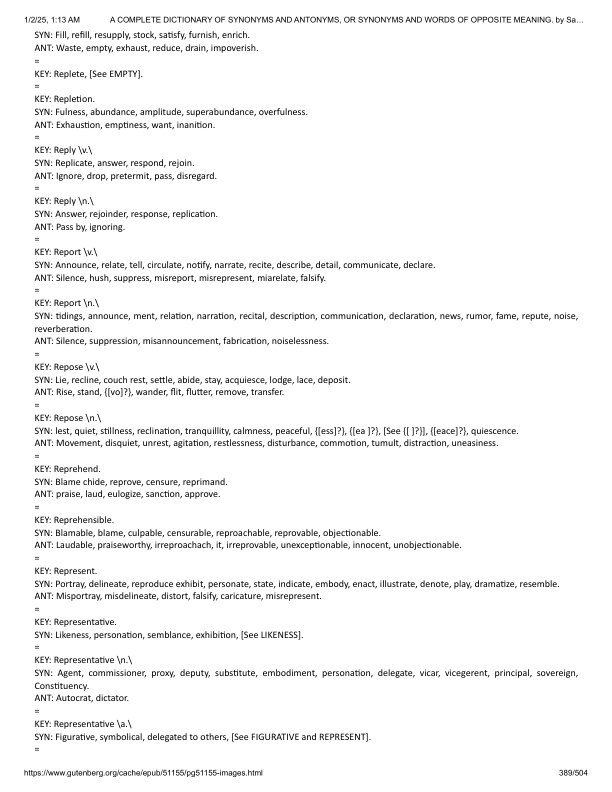 1/2/25, 1:13 AM A COMPLETE DICTIONARY OF SYNONYMS AND ANTONYMS, OR SYNONYMS AND WORDS OF OPPOSITE MEANING. by Sa…
SYN: Fill, refill, resupply, stock, satisfy, furnish, enrich.
ANT: Waste, empty, exhaust, reduce, drain, impoverish.
=
KEY: Replete, [See EMPTY].
=
KEY: Repletion.
SYN: Fulness, abundance, amplitude, superabundance, overfulness.
ANT: Exhaustion, emptiness, want, inanition.
=
KEY: Reply \v.\
SYN: Replicate, answer, respond, rejoin.
ANT: Ignore, drop, pretermit, pass, disregard.
=
KEY: Reply \n.\
SYN: Answer, rejoinder, response, replication.
ANT: Pass by, ignoring.
=
KEY: Report \v.\
SYN: Announce, relate, tell, circulate, notify, narrate, recite, describe, detail, communicate, declare.
ANT: Silence, hush, suppress, misreport, misrepresent, miarelate, falsify.
=
KEY: Report \n.\
SYN: tidings, announce, ment, relation, narration, recital, description, communication, declaration, news, rumor, fame, repute, noise,
reverberation.
ANT: Silence, suppression, misannouncement, fabrication, noiselessness.
=
KEY: Repose \v.\
SYN: Lie, recline, couch rest, settle, abide, stay, acquiesce, lodge, lace, deposit.
ANT: Rise, stand, {[vo]?}, wander, flit, flutter, remove, transfer.
=
KEY: Repose \n.\
SYN: lest, quiet, stillness, reclination, tranquillity, calmness, peaceful, {[ess]?}, {[ea ]?}, [See {[ ]?}], {[eace]?}, quiescence.
ANT: Movement, disquiet, unrest, agitation, restlessness, disturbance, commotion, tumult, distraction, uneasiness.
=
KEY: Reprehend.
SYN: Blame chide, reprove, censure, reprimand.
ANT: praise, laud, eulogize, sanction, approve.
=
KEY: Reprehensible.
SYN: Blamable, blame, culpable, censurable, reproachable, reprovable, objectionable.
ANT: Laudable, praiseworthy, irreproachach, it, irreprovable, unexceptionable, innocent, unobjectionable.
=
KEY: Represent.
SYN: Portray, delineate, reproduce exhibit, personate, state, indicate, embody, enact, illustrate, denote, play, dramatize, resemble.
ANT: Misportray, misdelineate, distort, falsify, caricature, misrepresent.
=
KEY: Representative.
SYN: Likeness, personation, semblance, exhibition, [See LIKENESS].
=
KEY: Representative \n.\
SYN: Agent, commissioner, proxy, deputy, substitute, embodiment, personation, delegate, vicar, vicegerent, principal, sovereign,
Constituency.
ANT: Autocrat, dictator.
=
KEY: Representative \a.\
SYN: Figurative, symbolical, delegated to others, [See FIGURATIVE and REPRESENT].
=
https://www.gutenberg.org/cache/epub/51155/pg51155-images.html 389/504